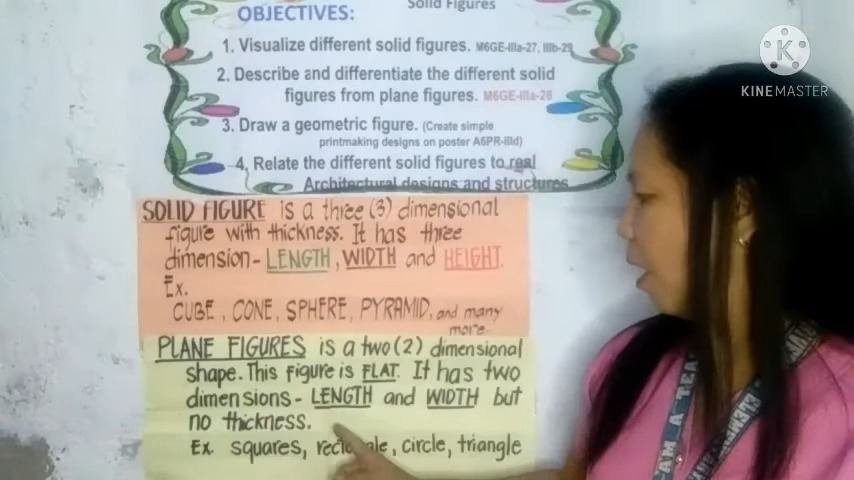 Solid Figures
OBJECTIVES:
1. Visualize different solid figures. M6GE-IIIa-27, IIIb-29
2. Describe and differentiate the different solid
figures from plane figures. M6GE-IIIa-28
3. Draw a geometric figure. (Create simple
printmaking designs on poster A6PR-IIId)
4. Relate the different solid figures to real
Architectural designs and structures
SOLID FIGURE is a three (3) dimensional
figure with thickness. It has three
dimension- LENGTH, WIDTH and HEIGHT.
Ex.
CUBE, CONE, SPHERE, PYRAMID, and many
more
PLANE FIGURES is a two (2) dimensional
shape. This figure is FLAT. It has two
dimensions- LENGTH and WIDTH but
no thickness.
Ex. squares, circle, triangle
K
KINEMASTER
AM A